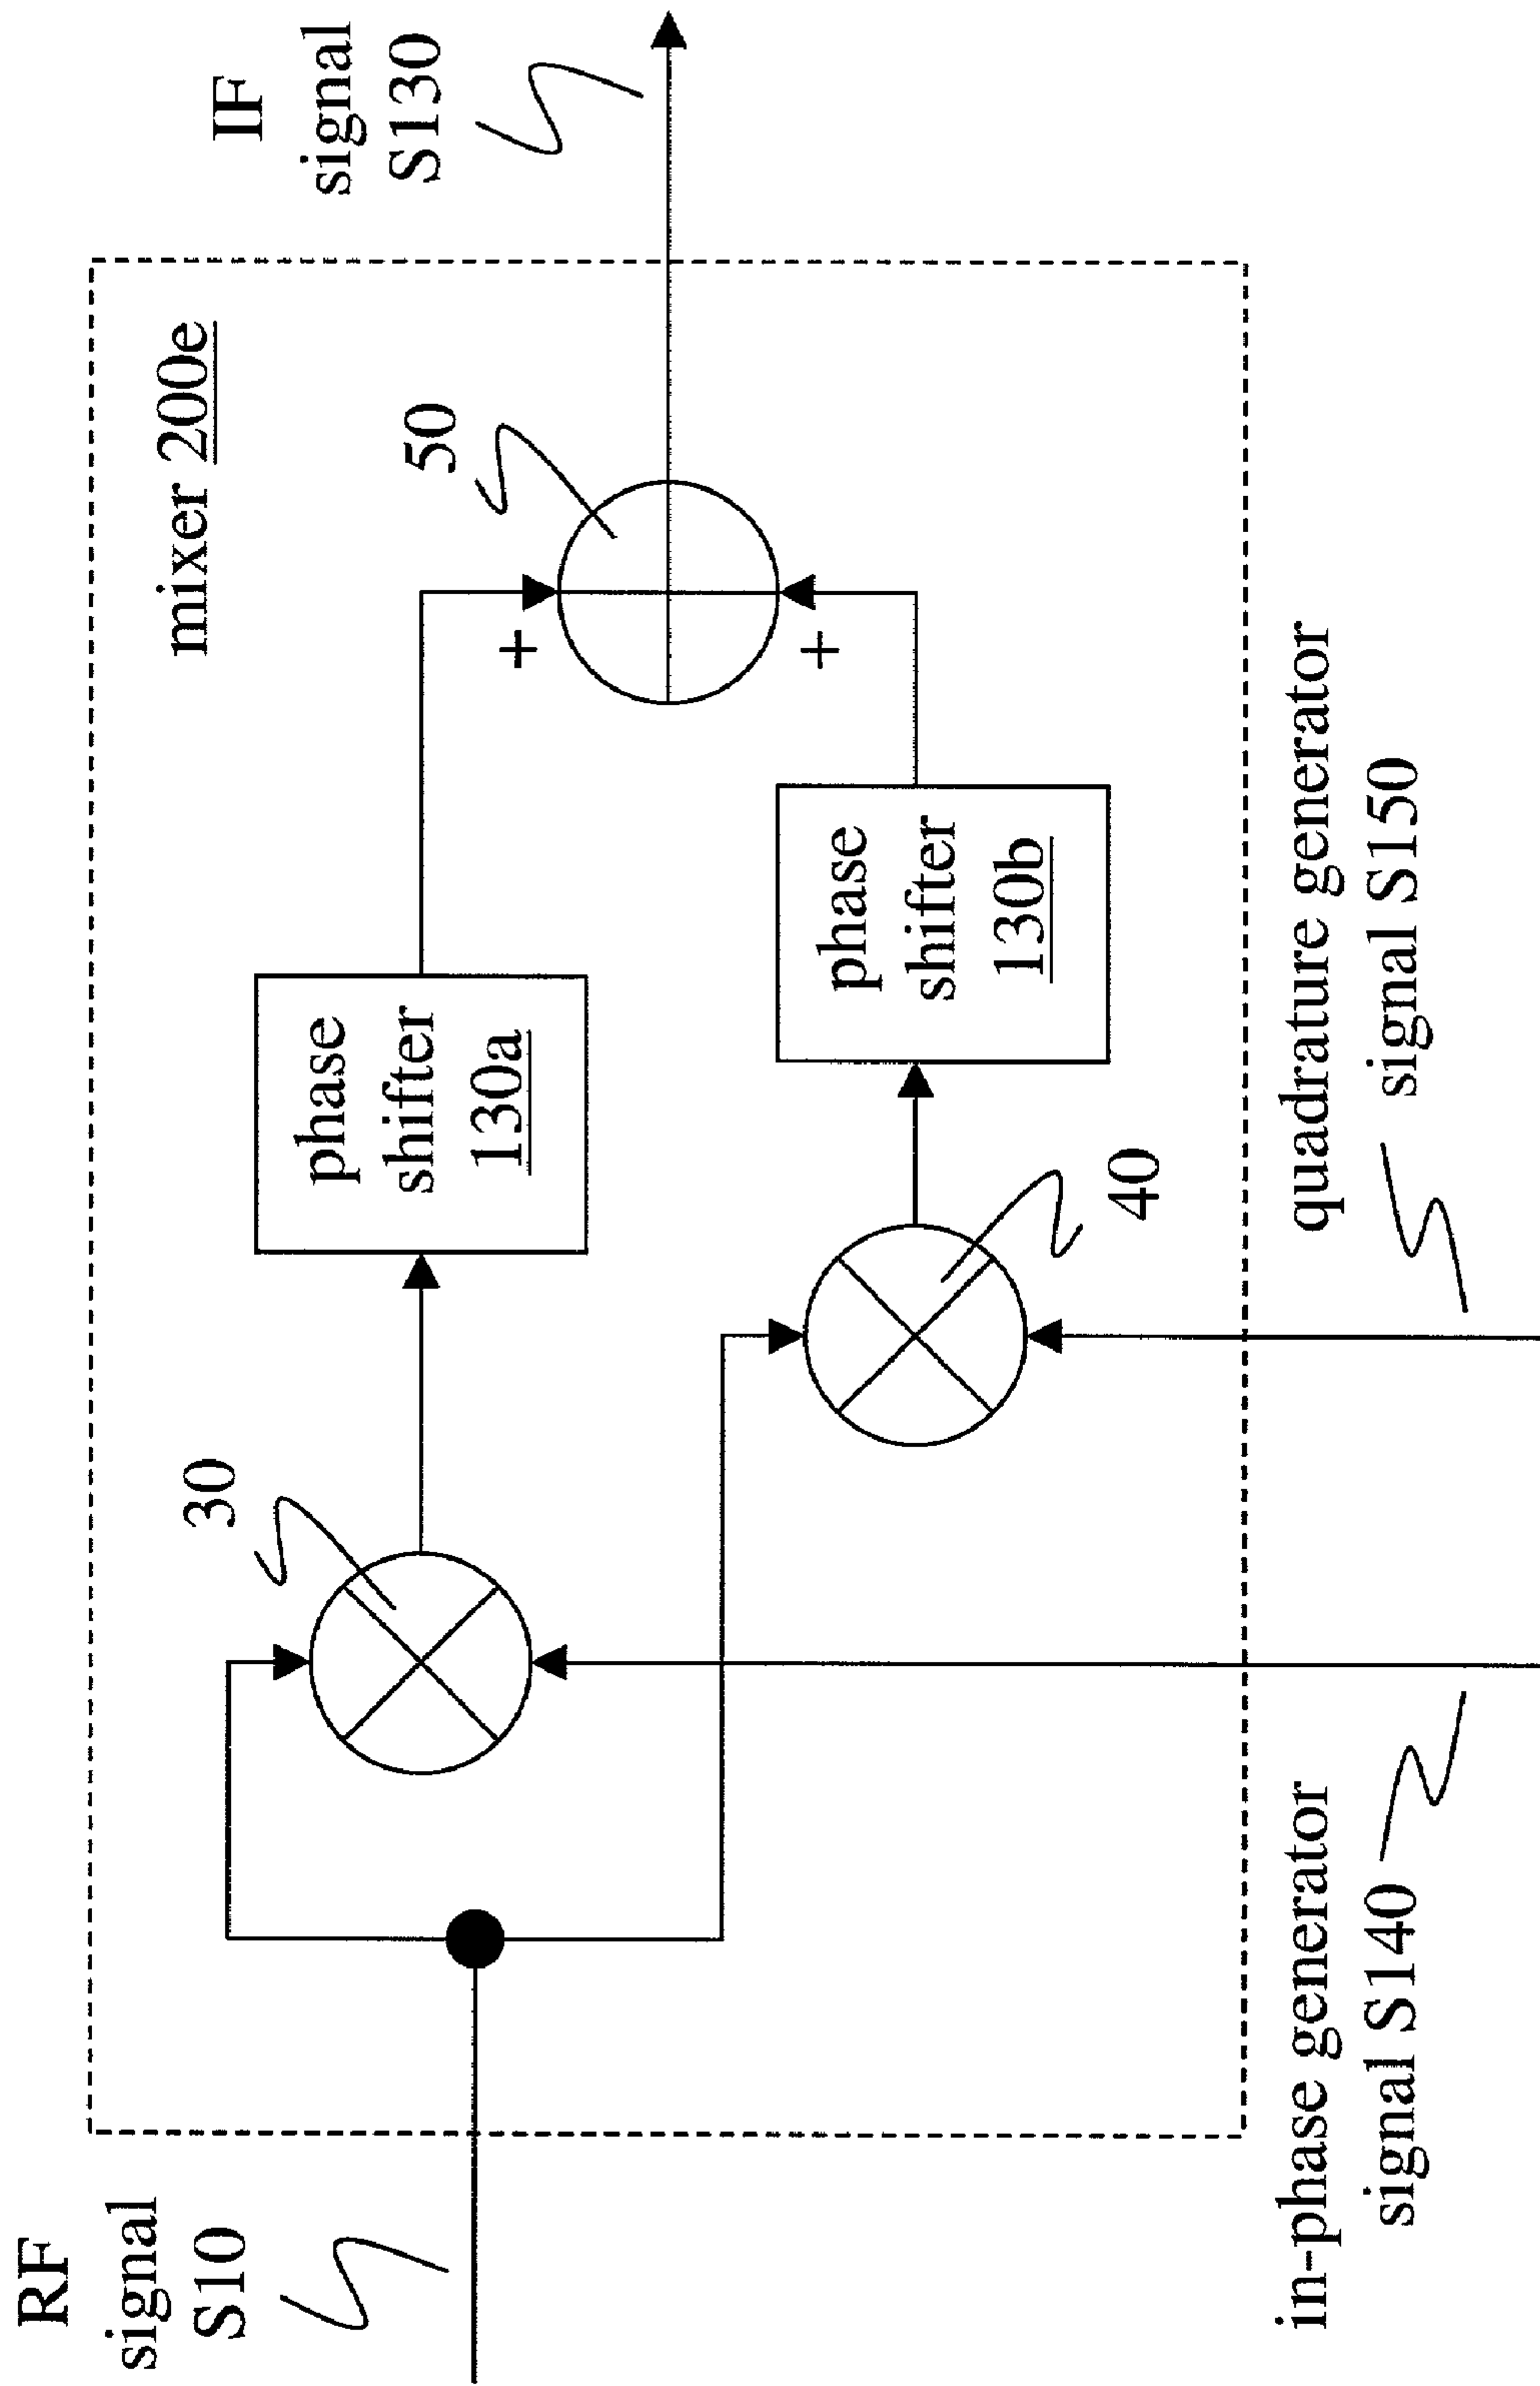 RF
signal
S10
mixer 200e
IF
signal
S130
30
phase
shifter
130a
50
+
+
40
phase
shifter
130b
in-phase generator
signal S140
quadrature generator
signal S150